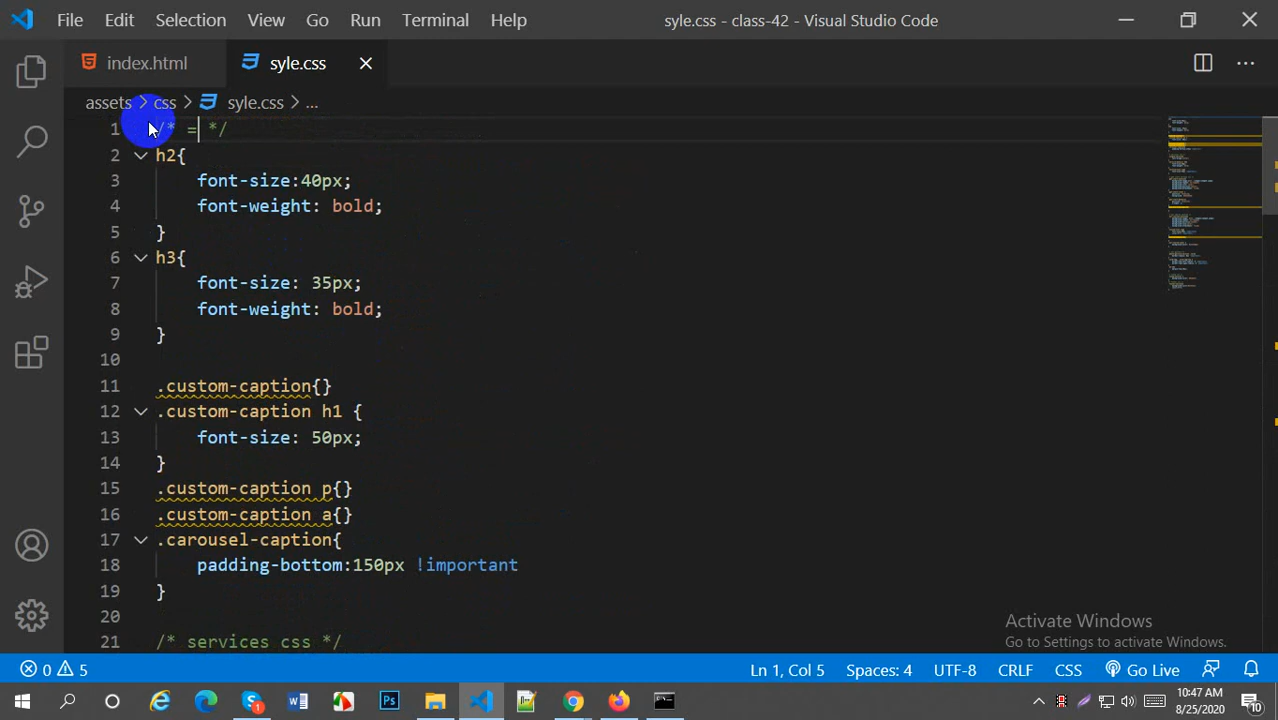 File Edit Selection View Go Run Terminal Help syle.css - class-42 - Visual Studio Code
index.html syle.css
assets > css > syle.css > ...
1 /* = */
2 h2{
3 font-size:40px;
4 font-weight: bold;
5 }
6 h3{
7 font-size: 35px;
8 font-weight: bold;
9 }
10
11 .custom-caption{}
12 .custom-caption h1 {
13 font-size: 50px;
14 }
15 .custom-caption p{}
16 .custom-caption a{}
17 .carousel-caption{
18 padding-bottom:150px !important
19 }
20
21 /* services css */
Activate Windows
Go to Settings to activate Windows.
0 5 Ln 1, Col 5 Spaces: 4 UTF-8 CRLF CSS Go Live
10:47 AM
8/25/2020
10